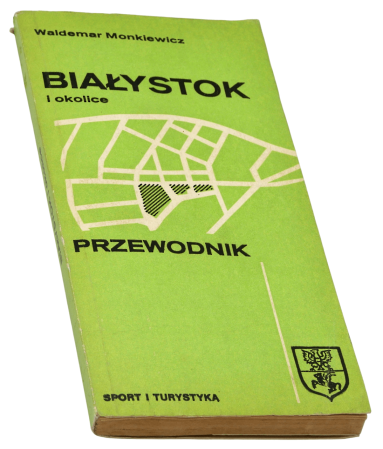 Waldemar Monkiewicz
BIAŁYSTOK
i okolice
PRZEWODNIK
SPORT I TURYSTYKA